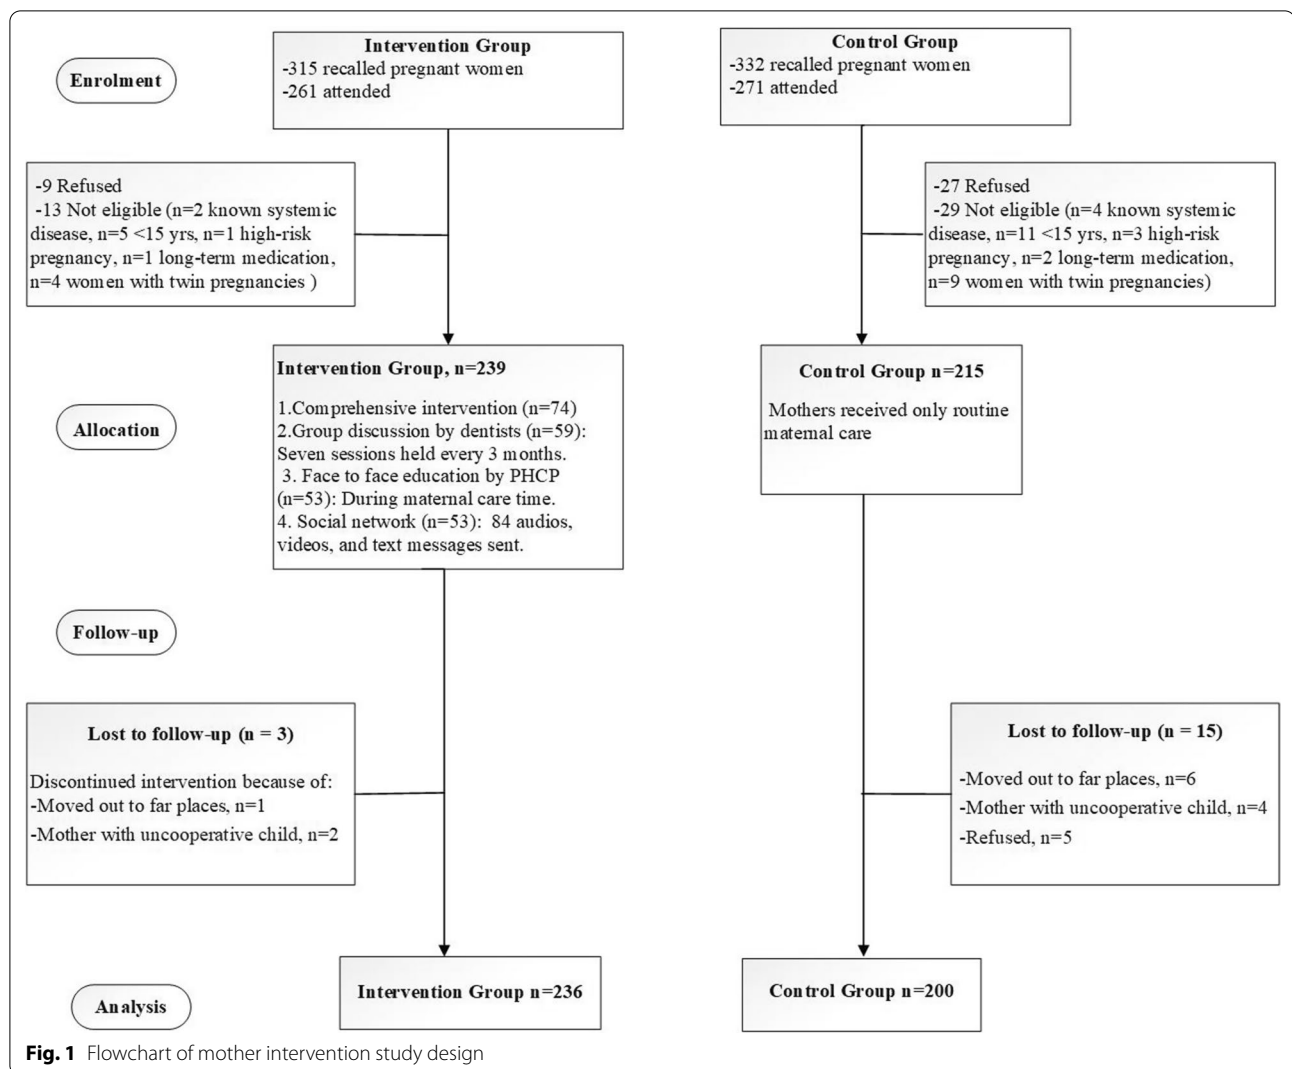 Enrolment
Intervention Group
-315 recalled pregnant women
-261 attended
Control Group
-332 recalled pregnant women
-271 attended
-9 Refused
-13 Not eligible (n=2 known systemic
disease, n=5 <15 yrs, n=1 high-risk
pregnancy, n=1 long-term medication,
n=4 women with twin pregnancies )
-27 Refused
-29 Not eligible (n=4 known systemic
disease, n=11 <15 yrs, n=3 high-risk
pregnancy, n=2 long-term medication,
n=9 women with twin pregnancies)
Allocation
Intervention Group, n=239
1.Comprehensive intervention (n=74)
2.Group discussion by dentists (n=59):
Seven sessions held every 3 months.
3. Face to face education by PHCP
(n=53): During maternal care time.
4. Social network (n=53): 84 audios,
videos, and text messages sent.
Control Group n=215
Mothers received only routine
maternal care
Follow-up
Lost to follow-up (n = 3)
Discontinued intervention because of:
-Moved out to far places, n=1
-Mother with uncooperative child, n=2
Lost to follow-up (n = 15)
-Moved out to far places, n=6
-Mother with uncooperative child, n=4
-Refused, n=5
Analysis
Intervention Group n=236
Control Group n=200
Fig. 1 Flowchart of mother intervention study design